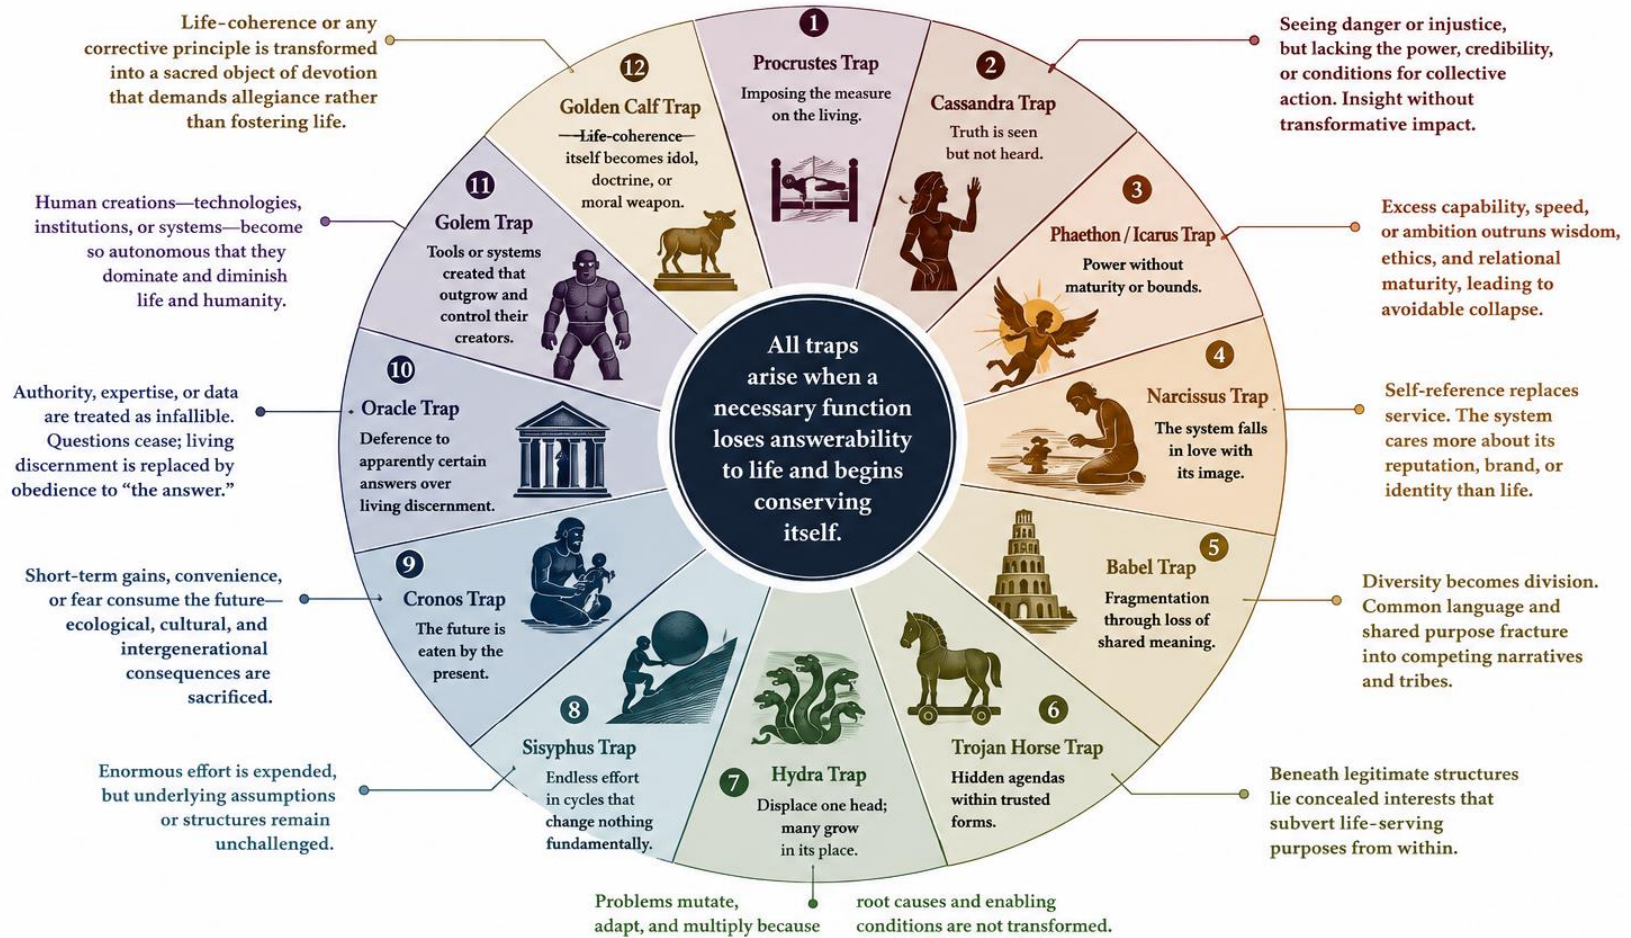 All traps
arise when a
necessary function
loses answerability
to life and begins
conserving
itself.
1
Procrustes Trap
Imposing the measure
on the living.
2
Cassandra Trap
Truth is seen
but not heard.
Seeing danger or injustice,
but lacking the power, credibility,
or conditions for collective
action. Insight without
transformative impact.
3
Phaethon / Icarus Trap
Power without
maturity or bounds.
Excess capability, speed,
or ambition outruns wisdom,
ethics, and relational
maturity, leading to
avoidable collapse.
4
Narcissus Trap
The system falls
in love with
its image.
Self-reference replaces
service. The system
cares more about its
reputation, brand, or
identity than life.
5
Babel Trap
Fragmentation
through loss of
shared meaning.
Diversity becomes division.
Common language and
shared purpose fracture
into competing narratives
and tribes.
6
Trojan Horse Trap
Hidden agendas
within trusted
forms.
Beneath legitimate structures
lie concealed interests that
subvert life-serving
purposes from within.
7
Hydra Trap
Displace one head;
many grow
in its place.
Problems mutate,
adapt, and multiply because
root causes and enabling
conditions are not transformed.
8
Sisyphus Trap
Endless effort
in cycles that
change nothing
fundamentally.
Enormous effort is expended,
but underlying assumptions
or structures remain
unchallenged.
9
Cronos Trap
The future is
eaten by the
present.
Short-term gains, convenience,
or fear consume the future—
ecological, cultural, and
intergenerational
consequences are
sacrificed.
10
Oracle Trap
Deference to
apparently certain
answers over
living discernment.
Authority, expertise, or data
are treated as infallible.
Questions cease; living
discernment is replaced by
obedience to “the answer.”
11
Golem Trap
Tools or systems
created that
outgrow and
control their
creators.
Human creations—technologies,
institutions, or systems—become
so autonomous that they
dominate and diminish
life and humanity.
12
Golden Calf Trap
Life-coherence
itself becomes idol,
doctrine, or
moral weapon.
Life-coherence or any
corrective principle is transformed
into a sacred object of devotion
that demands allegiance rather
than fostering life.